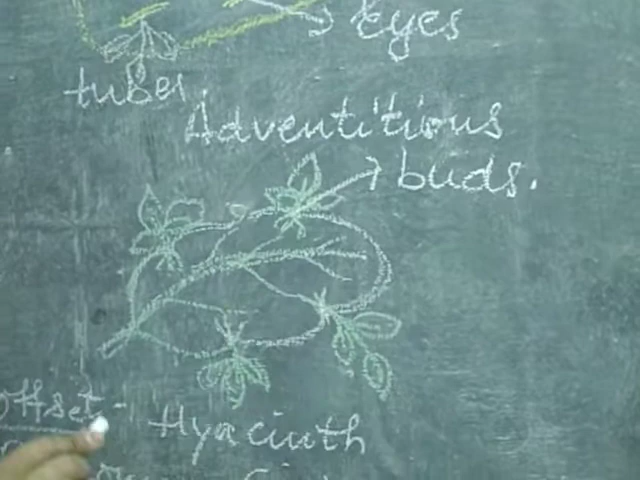 Eyes
tuber
Adventitious
buds.
offset - Hyacinth